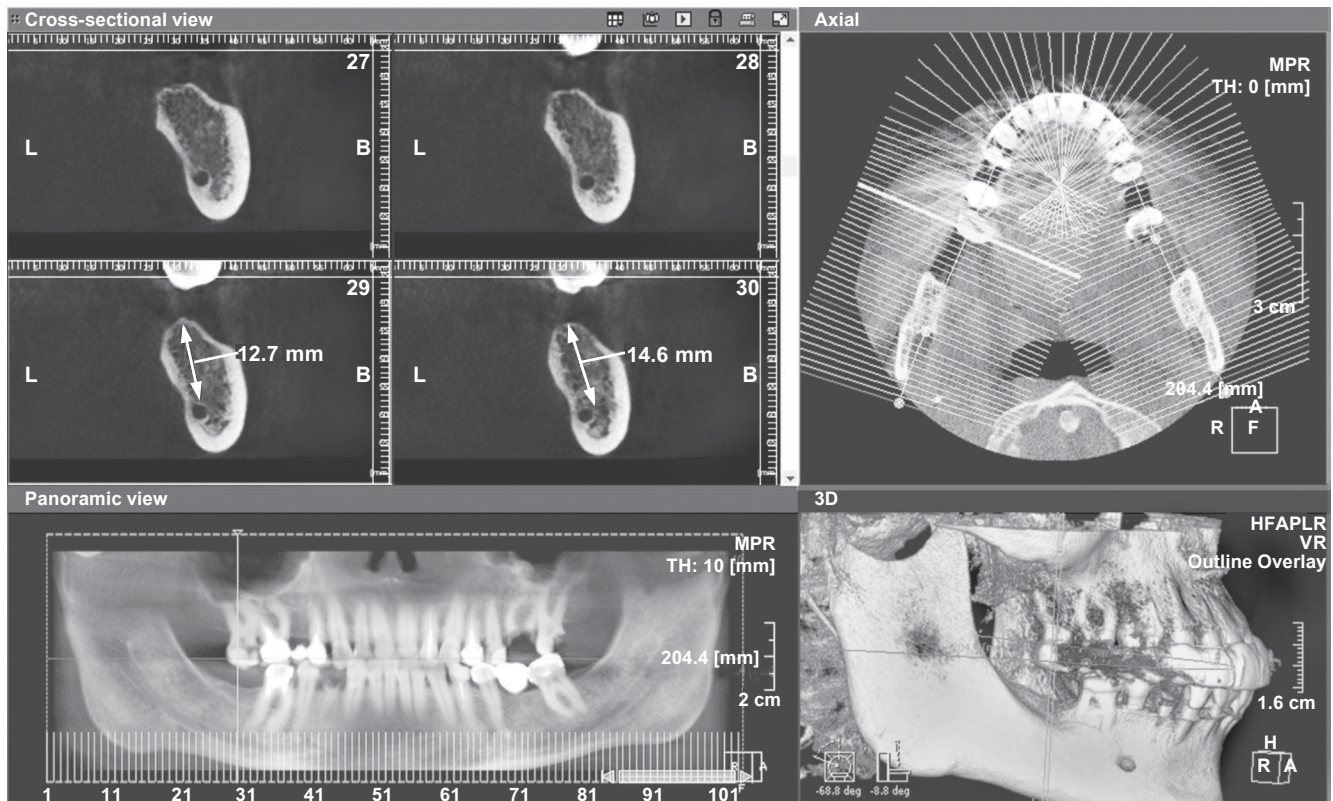 Cross-sectional view
27
L
B
28
L
B
29
12.7 mm
L
B
30
14.6 mm
L
B
Axial
MPR
TH: 0 [mm]
3 cm
204.4 [mm]
A
R
F
Panoramic view
MPR
TH: 10 [mm]
204.4 [mm]
2 cm
R
A
F
1 11 21 31 41 51 61 71 81 91 101
3D
HFAPLR
VR
Outline Overlay
1.6 cm
H
R
A
-68.8 deg
-8.8 deg